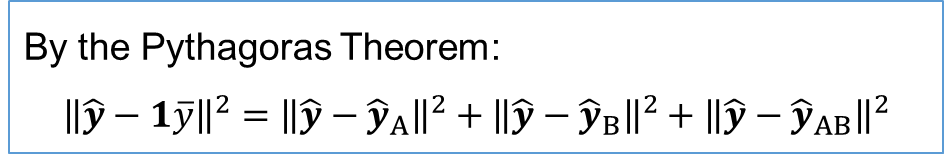 By the Pythagoras Theorem:
‖ŷ − 1ȳ‖² = ‖ŷ − ŷ_A‖² + ‖ŷ − ŷ_B‖² + ‖ŷ − ŷ_AB‖²